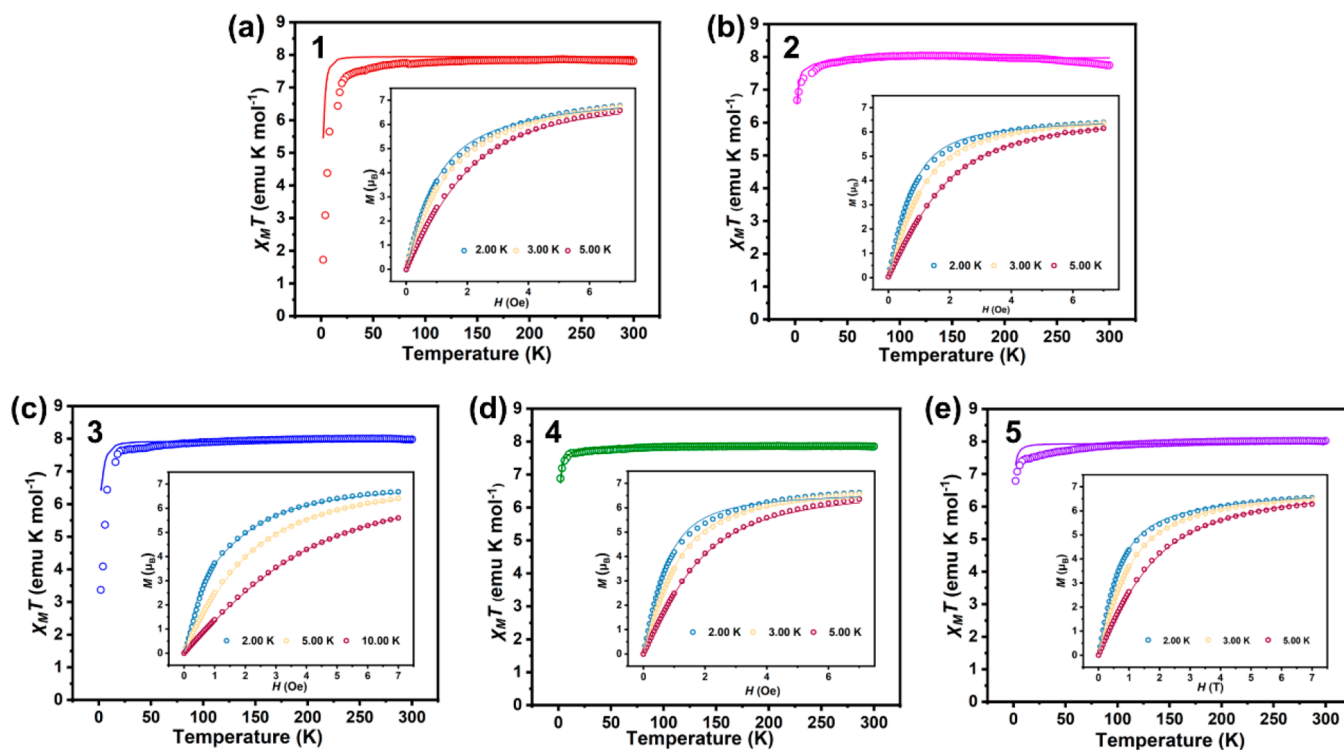 (a)
1
χMT (emu K mol⁻¹)
9
8
7
6
5
4
3
2
1
0
M (μB)
7
6
5
4
3
2
1
0
2.00 K 3.00 K 5.00 K
0 2 4 6
H (Oe)
0 50 100 150 200 250 300
Temperature (K)
(b)
2
χMT (emu K mol⁻¹)
9
8
7
6
5
4
3
2
1
0
M (μB)
7
6
5
4
3
2
1
0
2.00 K 3.00 K 5.00 K
0 2 4 6
H (Oe)
0 50 100 150 200 250 300
Temperature (K)
(c)
3
χMT (emu K mol⁻¹)
9
8
7
6
5
4
3
2
1
0
M (μB)
7
6
5
4
3
2
1
0
2.00 K 5.00 K 10.00 K
0 1 2 3 4 5 6 7
H (Oe)
0 50 100 150 200 250 300
Temperature (K)
(d)
4
χMT (emu K mol⁻¹)
9
8
7
6
5
4
3
2
1
0
M (μB)
7
6
5
4
3
2
1
0
2.00 K 3.00 K 5.00 K
0 2 4 6
H (Oe)
0 50 100 150 200 250 300
Temperature (K)
(e)
5
χMT (emu K mol⁻¹)
9
8
7
6
5
4
3
2
1
0
M (μB)
7
6
5
4
3
2
1
0
2.00 K 3.00 K 5.00 K
0 1 2 3 4 5 6 7
H (T)
0 50 100 150 200 250 300
Temperature (K)